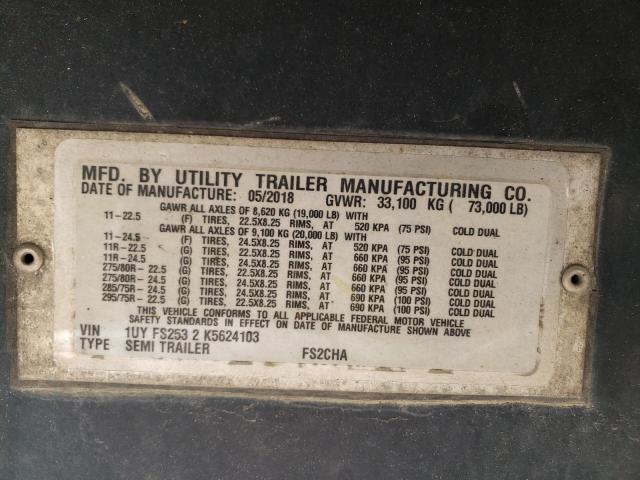 MFD. BY UTILITY TRAILER MANUFACTURING CO.
DATE OF MANUFACTURE: 05/2018 GVWR: 33,100 KG ( 73,000 LB)
GAWR ALL AXLES OF 8,620 KG (19,000 LB) WITH
11-22.5 (F) TIRES, 22.5X8.25 RIMS, AT 520 KPA (75 PSI) COLD DUAL
GAWR ALL AXLES OF 9,100 KG (20,000 LB) WITH
11-24.5 (F) TIRES, 24.5X8.25 RIMS, AT 520 KPA (75 PSI) COLD DUAL
11R-22.5 (G) TIRES, 22.5X8.25 RIMS, AT 660 KPA (95 PSI) COLD DUAL
11R-24.5 (G) TIRES, 24.5X8.25 RIMS, AT 660 KPA (95 PSI) COLD DUAL
275/80R-22.5 (G) TIRES, 22.5X8.25 RIMS, AT 660 KPA (95 PSI) COLD DUAL
275/80R-24.5 (G) TIRES, 24.5X8.25 RIMS, AT 660 KPA (95 PSI) COLD DUAL
285/75R-24.5 (G) TIRES, 24.5X8.25 RIMS, AT 690 KPA (100 PSI) COLD DUAL
295/75R-22.5 (G) TIRES, 22.5X8.25 RIMS, AT 690 KPA (100 PSI) COLD DUAL
THIS VEHICLE CONFORMS TO ALL APPLICABLE FEDERAL MOTOR VEHICLE
SAFETY STANDARDS IN EFFECT ON DATE OF MANUFACTURE SHOWN ABOVE
VIN 1UY FS253 2 K5624103
TYPE SEMI TRAILER FS2CHA